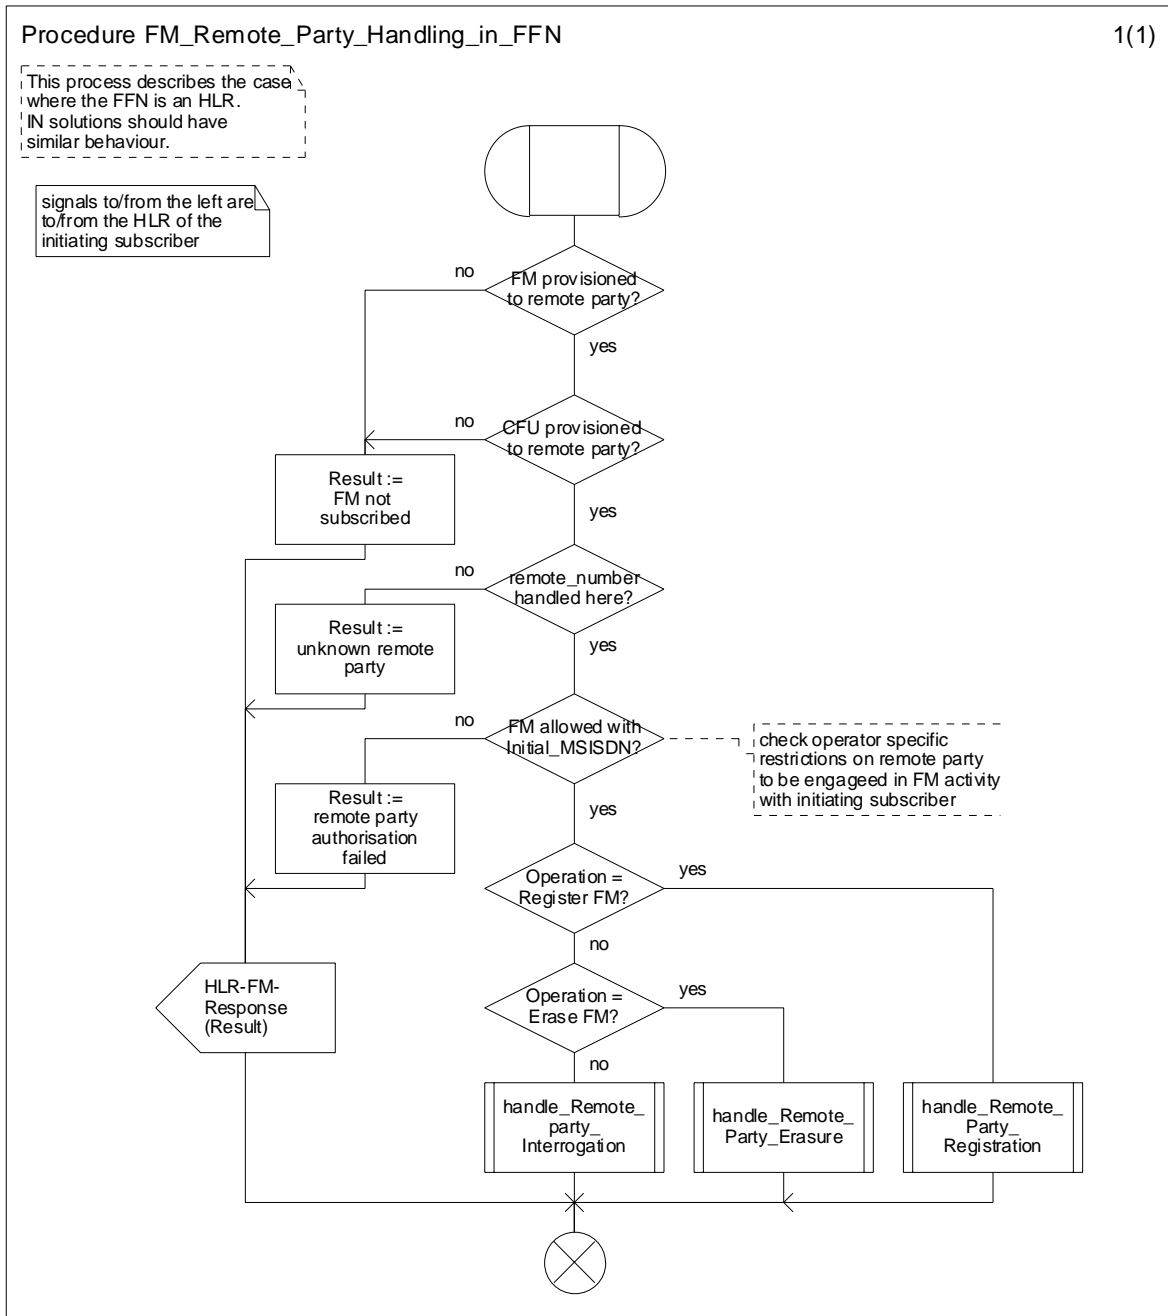 Procedure FM_Remote_Party_Handling_in_FFN
1(1)
This process describes the case
where the FFN is an HLR.
IN solutions should have
similar behaviour.
signals to/from the left are
to/from the HLR of the
initiating subscriber
no
FM provisioned
to remote party?
yes
no
CFU provisioned
to remote party?
Result :=
FM not
subscribed
yes
no
remote_number
handled here?
Result :=
unknown remote
party
yes
no
FM allowed with
Initial_MSISDN?
check operator specific
restrictions on remote party
to be engageed in FM activity
with initiating subscriber
Result :=
remote party
authorisation
failed
yes
Operation =
Register FM?
yes
no
HLR-FM-
Response
(Result)
Operation =
Erase FM?
yes
no
handle_Remote_
party_
Interrogation
handle_Remote_
Party_Erasure
handle_Remote_
Party_
Registration